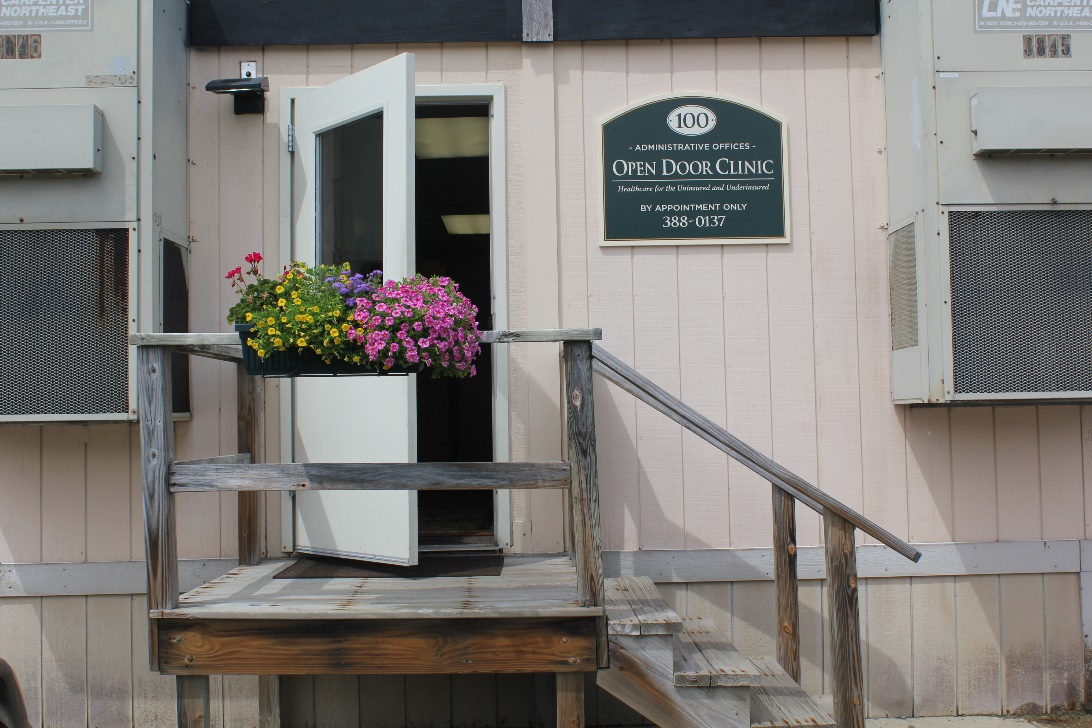 CARPENTER
NORTHEAST
100
- ADMINISTRATIVE OFFICES -
OPEN DOOR CLINIC
Healthcare for the Uninsured and Underinsured
BY APPOINTMENT ONLY
388-0137
CARPENTER
NORTHEAST
3845